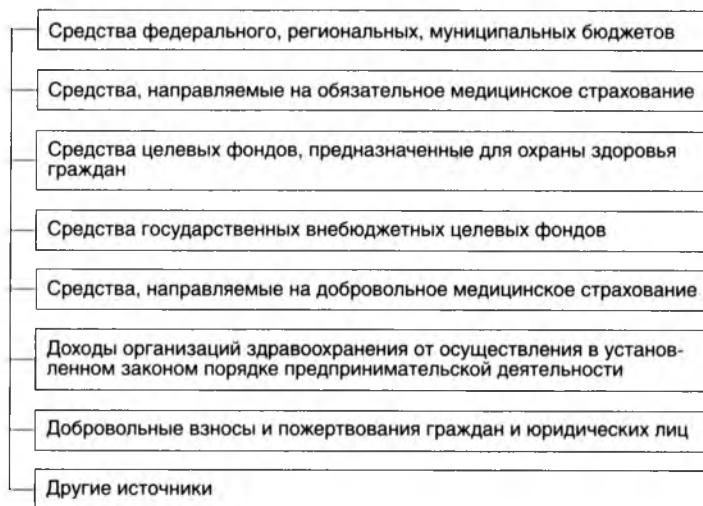 Средства федерального, региональных, муниципальных бюджетов
Средства, направляемые на обязательное медицинское страхование
Средства целевых фондов, предназначенные для охраны здоровья
граждан
Средства государственных внебюджетных целевых фондов
Средства, направляемые на добровольное медицинское страхование
Доходы организаций здравоохранения от осуществления в установ-
ленном законом порядке предпринимательской деятельности
Добровольные взносы и пожертвования граждан и юридических лиц
Другие источники